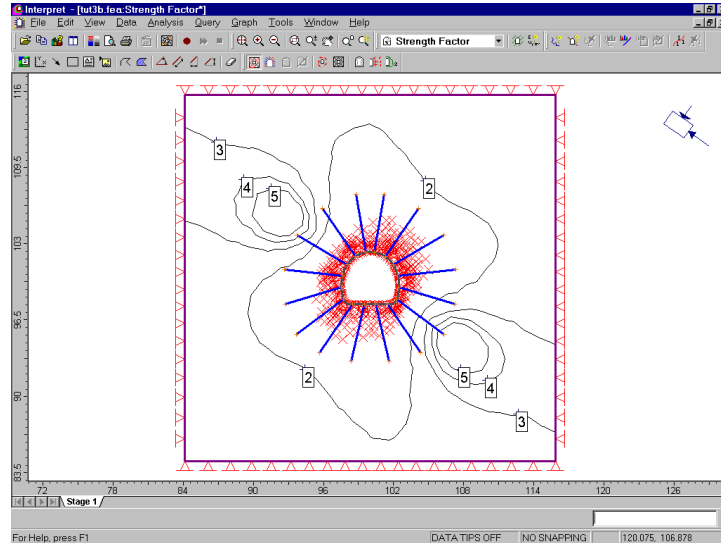 Interpret - [tut3b.fea:Strength Factor*]
File Edit View Data Analysis Query Graph Tools Window Help
Strength Factor
116
109.5
103
96.5
90
83.5
3
4
5
2
2
5
4
3
72 78 84 90 96 102 108 114 120 126
Stage 1
For Help, press F1
DATA TIPS OFF NO SNAPPING 120.075, 106.878